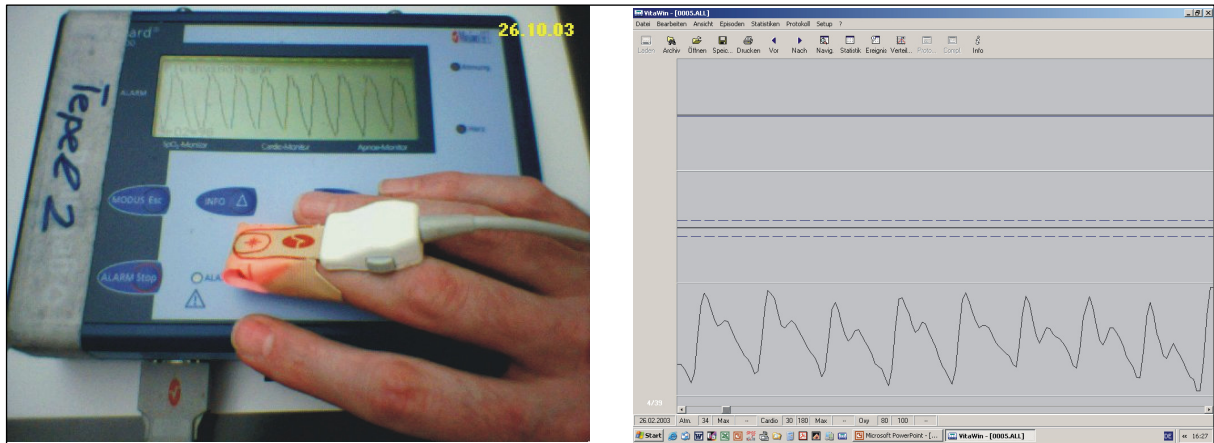 26.10.03
ard®
ALARM
SpO₂-Monitor Cardio-Monitor Apnoe-Monitor
Tepel 2
MODUS Esc
INFO
ALARM Stop
VitaWin - [0005.ALL]
Datei Bearbeiten Ansicht Episoden Statistiken Protokoll Setup ?
Laden Archiv Öffnen Speic... Drucken Vor Nach Navig. Statistik Ereignis Verteil... Proto... Compl. Info
4/39
26.02.2003 Atm. 34 Max -- Cardio 30 180 Max -- Oxy 80 100 --
Start Microsoft PowerPoint - [... VitaWin - [0005.ALL] DE « 16:27